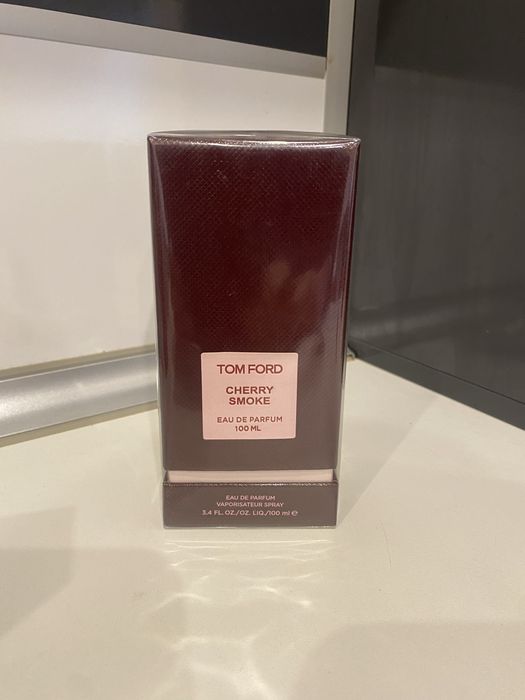 TOM FORD
CHERRY
SMOKE
EAU DE PARFUM
100 ML
EAU DE PARFUM
VAPORISATEUR SPRAY
3.4 FL. OZ./OZ. LIQ./100 ml ℮